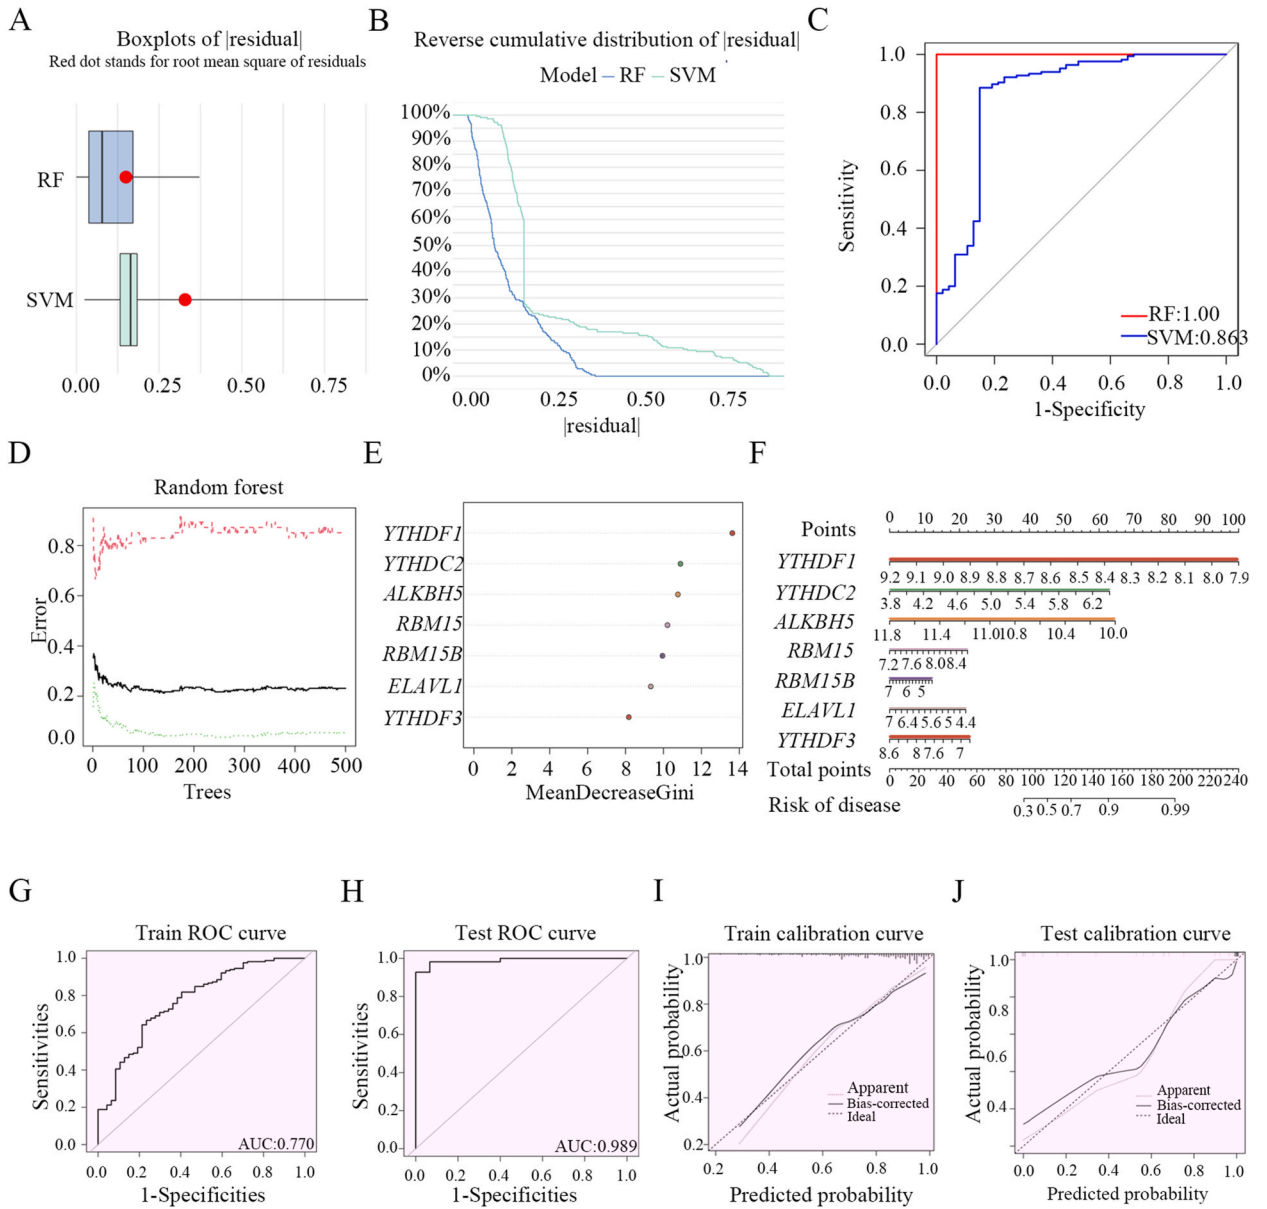 A
Boxplots of |residual|
Red dot stands for root mean square of residuals
RF
SVM
0.00 0.25 0.50 0.75
B
Reverse cumulative distribution of |residual|
Model RF SVM
100%
90%
80%
70%
60%
50%
40%
30%
20%
10%
0%
0.00 0.25 0.50 0.75
|residual|
C
Sensitivity
1.0
0.8
0.6
0.4
0.2
0.0
RF:1.00
SVM:0.863
0.0 0.2 0.4 0.6 0.8 1.0
1-Specificity
D
Random forest
Error
0.8
0.6
0.4
0.2
0.0
0 100 200 300 400 500
Trees
E
YTHDF1
YTHDC2
ALKBH5
RBM15
RBM15B
ELAVL1
YTHDF3
0 2 4 6 8 10 12 14
MeanDecreaseGini
F
Points 0 10 20 30 40 50 60 70 80 90 100
YTHDF1
9.2 9.1 9.0 8.9 8.8 8.7 8.6 8.5 8.4 8.3 8.2 8.1 8.0 7.9
YTHDC2
3.8 4.2 4.6 5.0 5.4 5.8 6.2
ALKBH5
11.8 11.4 11.0 10.8 10.4 10.0
RBM15
7.2 7.6 8.0 8.4
RBM15B
7 6 5
ELAVL1
7 6.4 5.6 5 4.4
YTHDF3
8.6 8 7.6 7
Total points 0 20 40 60 80 100 120 140 160 180 200 220 240
Risk of disease 0.3 0.5 0.7 0.9 0.99
G
Train ROC curve
Sensitivities
1.0
0.8
0.6
0.4
0.2
0.0
AUC:0.770
0.0 0.2 0.4 0.6 0.8 1.0
1-Specificities
H
Test ROC curve
Sensitivities
1.0
0.8
0.6
0.4
0.2
0.0
AUC:0.989
0.0 0.2 0.4 0.6 0.8 1.0
1-Specificities
I
Train calibration curve
Actual probability
1.0
0.8
0.6
0.4
0.2
Apparent
Bias-corrected
Ideal
0.2 0.4 0.6 0.8 1.0
Predicted probability
J
Test calibration curve
Actual probability
1.0
0.8
0.6
0.4
0.2
Apparent
Bias-corrected
Ideal
0.0 0.2 0.4 0.6 0.8 1.0
Predicted probability